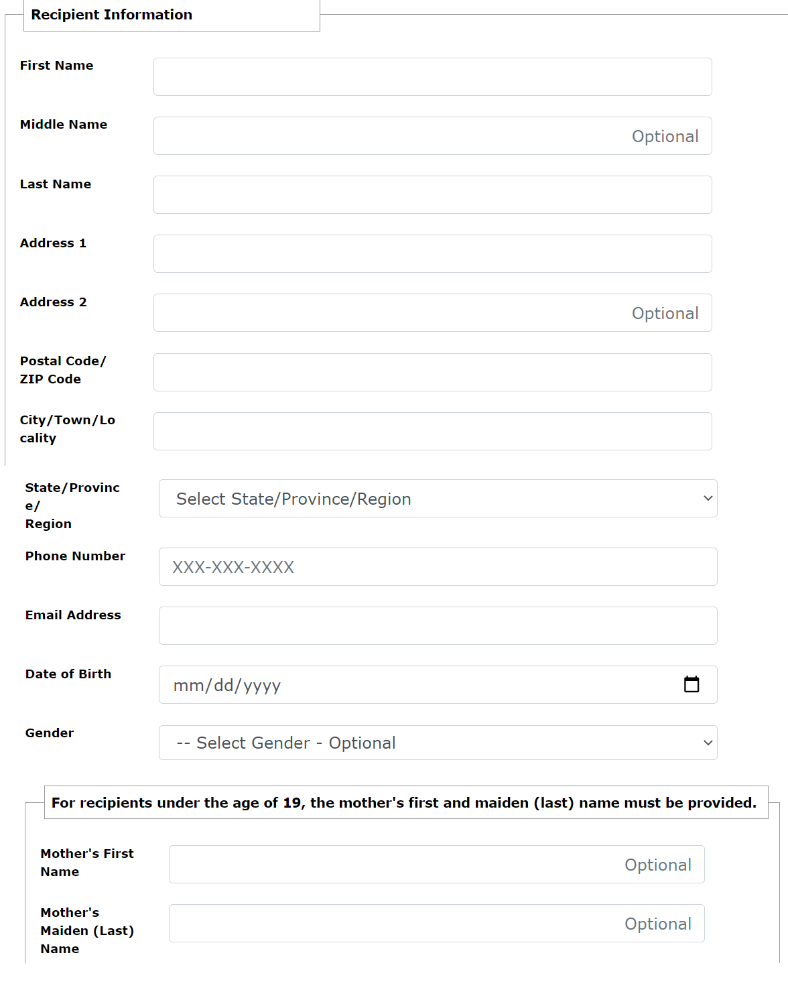 Recipient Information
First Name
Middle Name
Optional
Last Name
Address 1
Address 2
Optional
Postal Code/
ZIP Code
City/Town/Lo
cality
State/Provinc
e/
Region
Select State/Province/Region
Phone Number
XXX-XXX-XXXX
Email Address
Date of Birth
mm/dd/yyyy
Gender
-- Select Gender - Optional
For recipients under the age of 19, the mother's first and maiden (last) name must be provided.
Mother's First
Name
Optional
Mother's
Maiden (Last)
Name
Optional